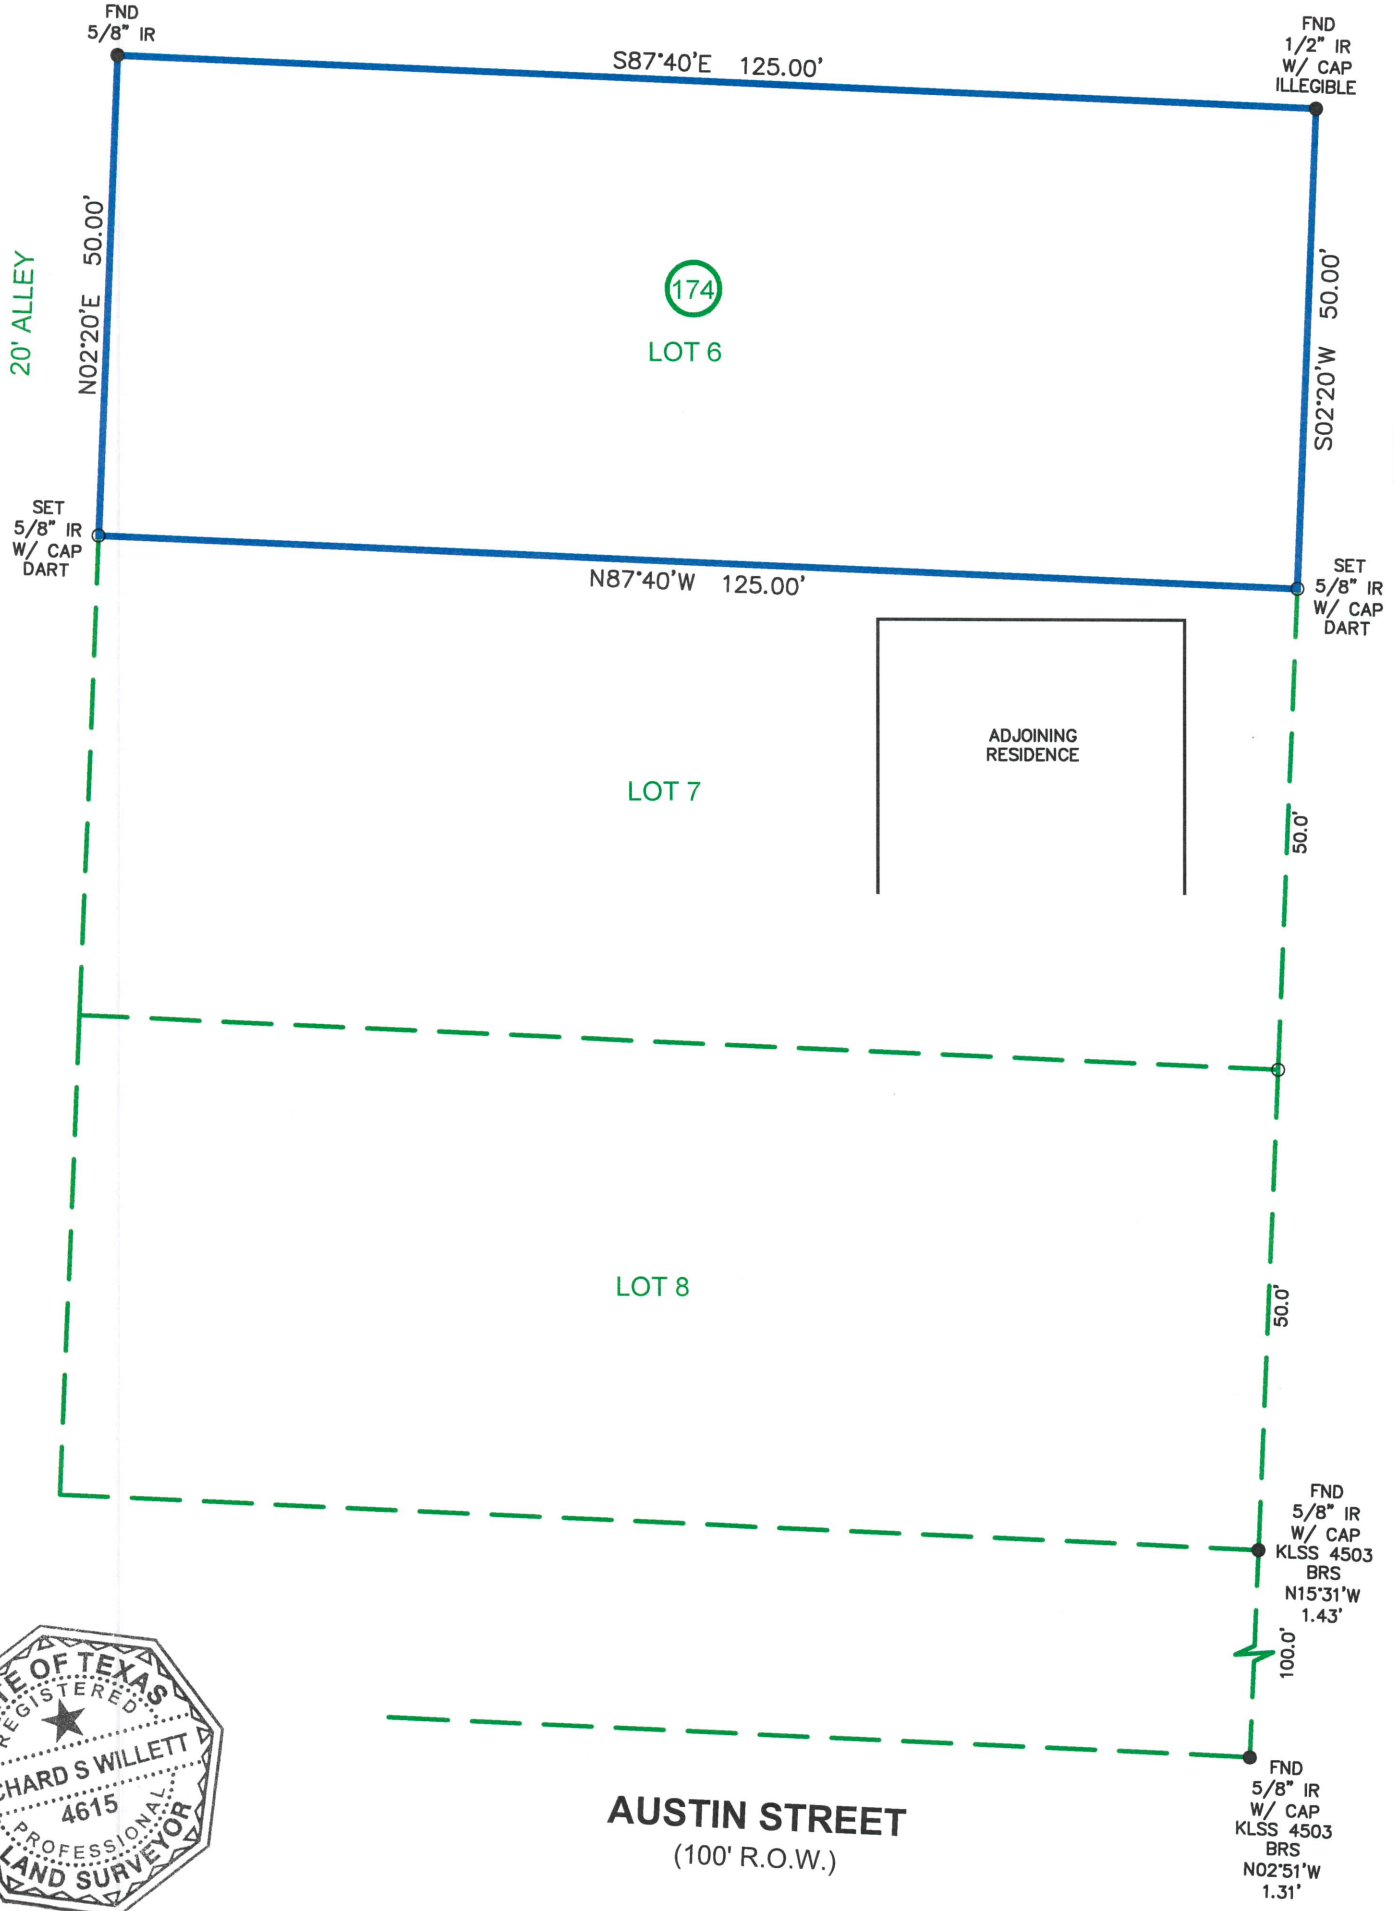 FND
5/8" IR
FND
1/2" IR
W/ CAP
ILLEGIBLE
S87°40'E 125.00'
N02°20'E 50.00'
20' ALLEY
174
LOT 6
S02°20'W 50.00'
SET
5/8" IR
W/ CAP
DART
N87°40'W 125.00'
SET
5/8" IR
W/ CAP
DART
ADJOINING
RESIDENCE
LOT 7
50.0'
LOT 8
50.0'
FND
5/8" IR
W/ CAP
KLSS 4503
BRS
N15°31'W
1.43'
100.0'
TE OF TEXAS
REGISTERED
CHARD S WILLETT
4615
PROFESSIONAL
LAND SURVEYOR
AUSTIN STREET
(100' R.O.W.)
FND
5/8" IR
W/ CAP
KLSS 4503
BRS
N02°51'W
1.31'